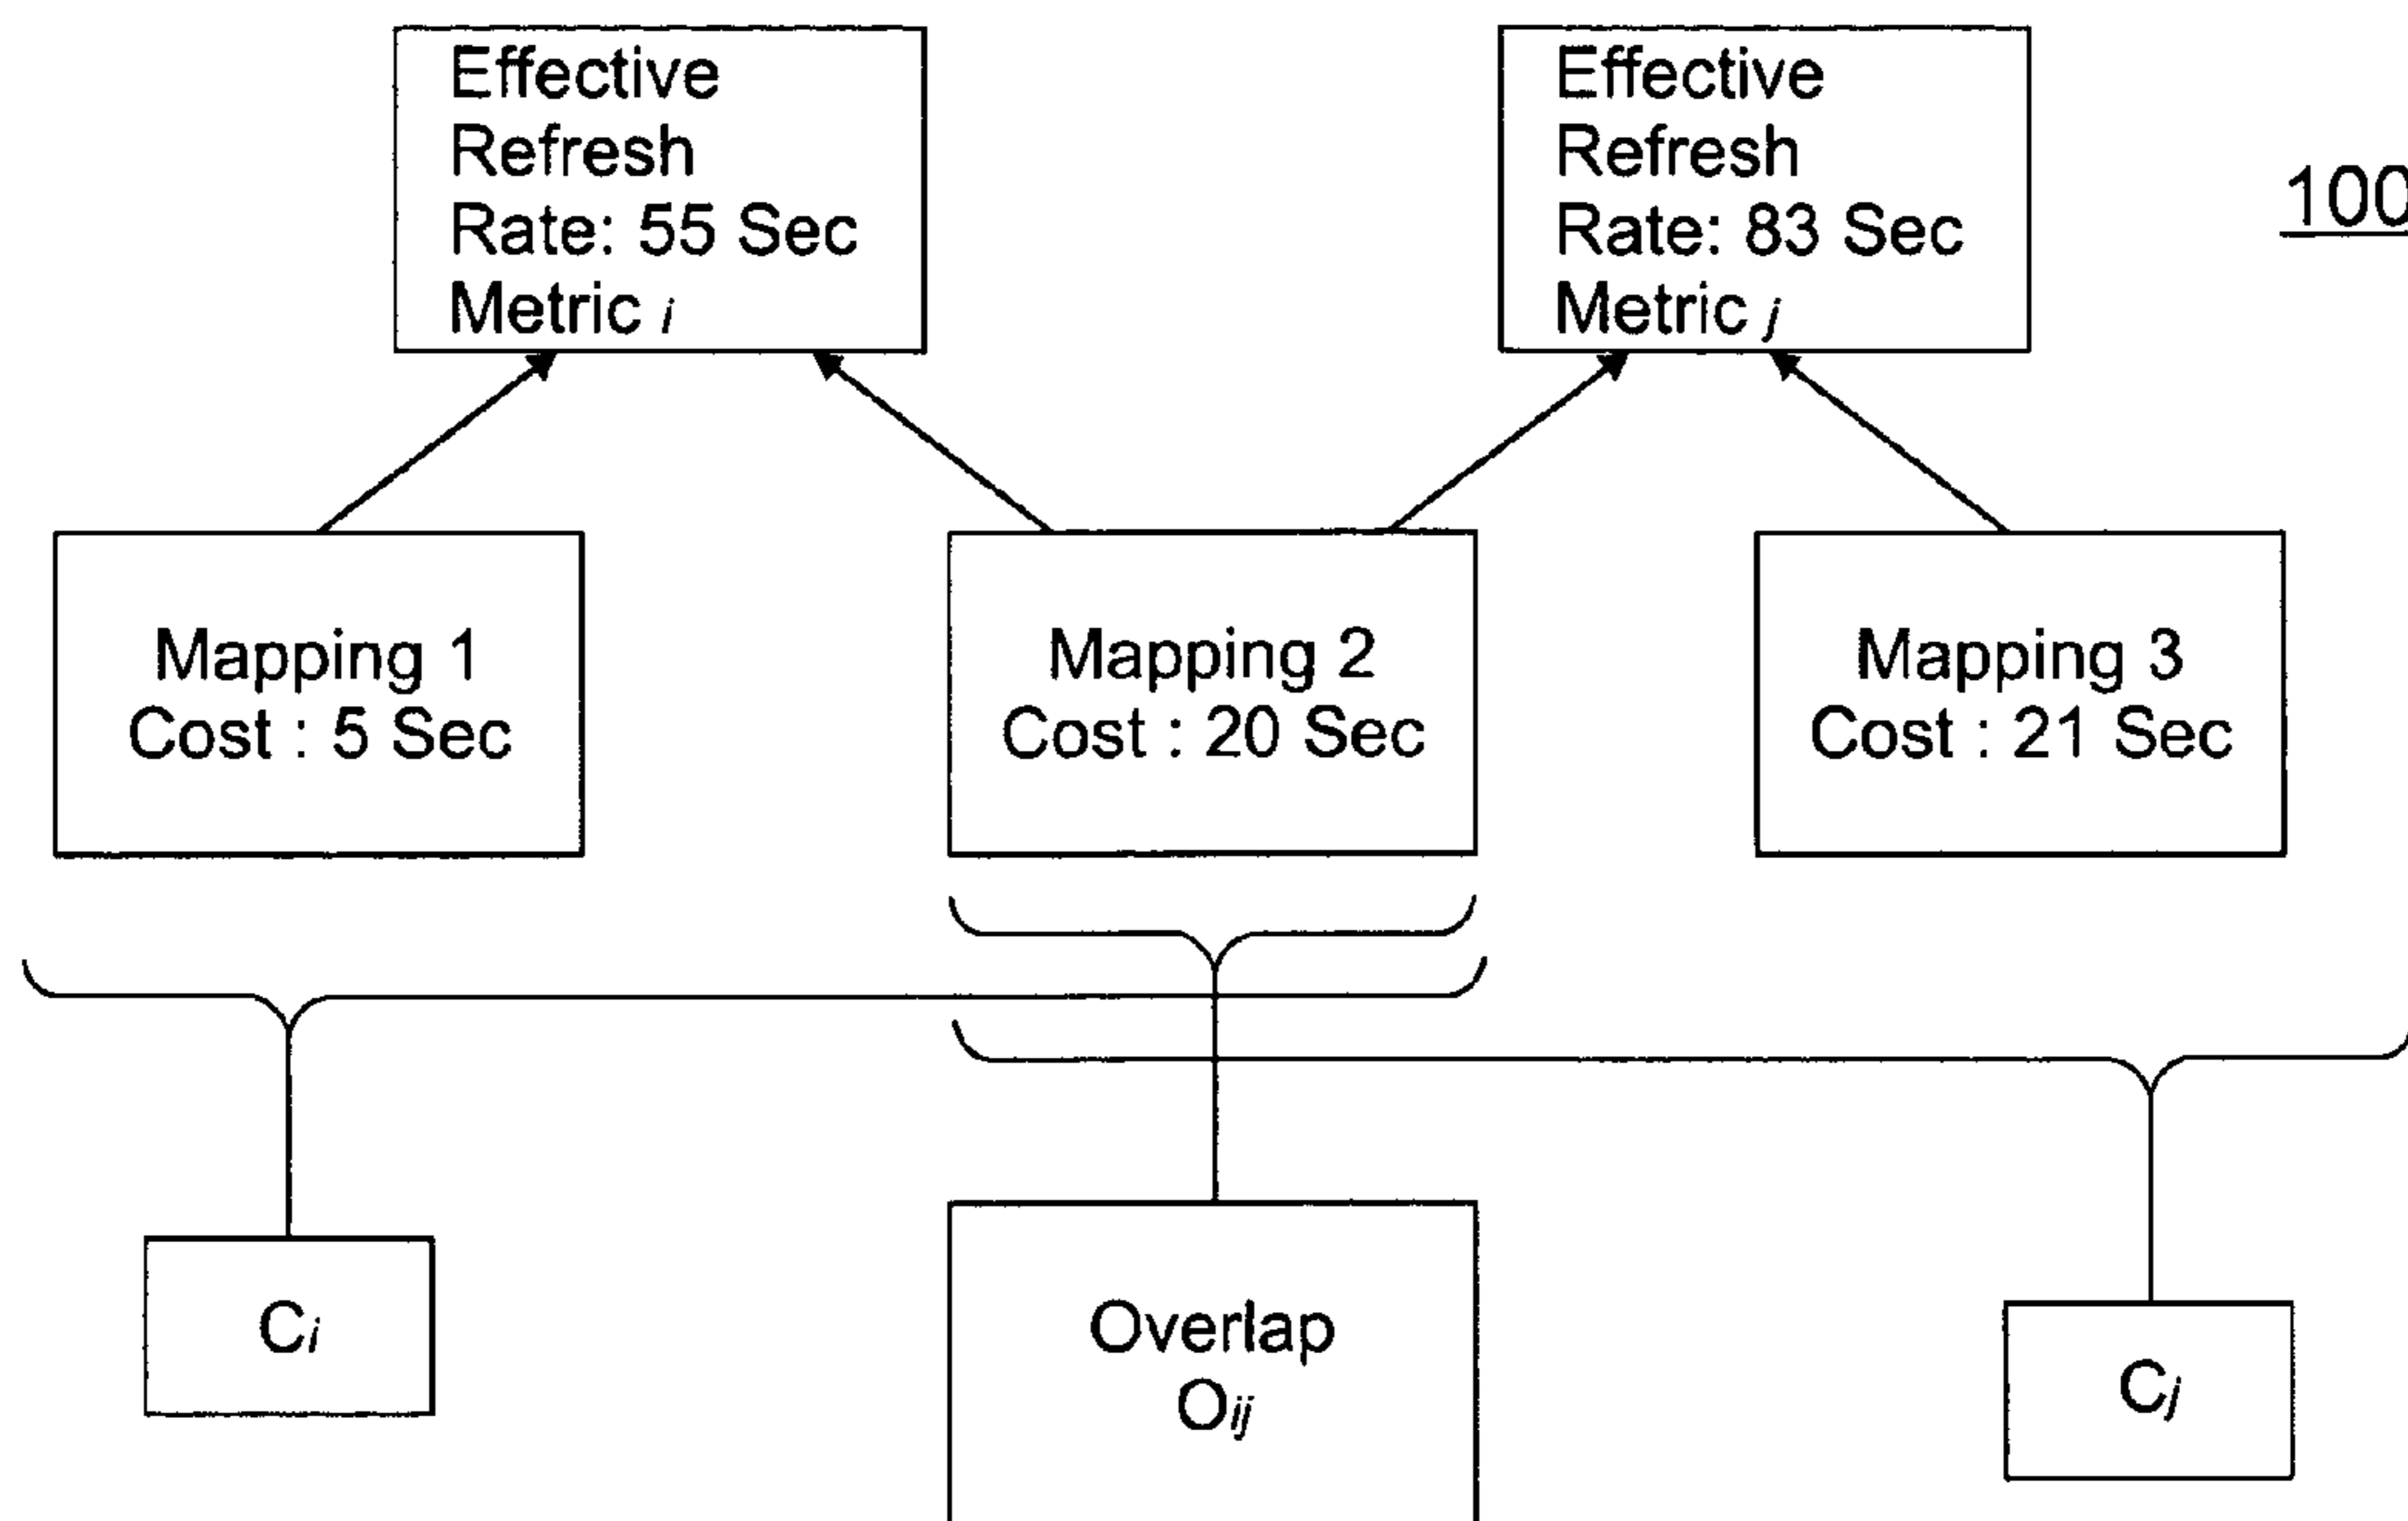 Effective
Refresh
Rate: 55 Sec
Metric i
Effective
Refresh
Rate: 83 Sec
Metric j
100
Mapping 1
Cost : 5 Sec
Mapping 2
Cost : 20 Sec
Mapping 3
Cost : 21 Sec
Ci
Overlap
Oij
Cj